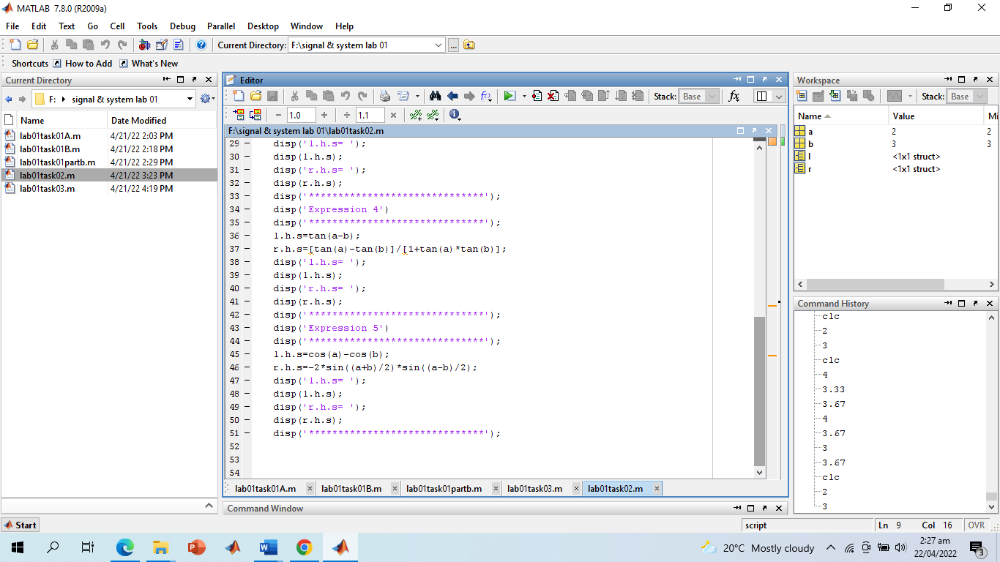 MATLAB 7.8.0 (R2009a)
File Edit Text Go Cell Tools Debug Parallel Desktop Window Help
Current Directory: F:\signal & system lab 01 ...
Shortcuts How to Add What's New
Current Directory
F: signal & system lab 01
Name Date Modified
lab01task01A.m 4/21/22 2:03 PM
lab01task01B.m 4/21/22 2:18 PM
lab01task01partb.m 4/21/22 2:29 PM
lab01task02.m 4/21/22 3:23 PM
lab01task03.m 4/21/22 4:19 PM
Editor
Stack: Base fx
− 1.0 + ÷ 1.1 ×
F:\signal & system lab 01\lab01task02.m
29 – disp('l.h.s= ');
30 – disp(l.h.s);
31 – disp('r.h.s= ');
32 – disp(r.h.s);
33 – disp('******************************');
34 – disp('Expression 4')
35 – disp('******************************');
36 – l.h.s=tan(a-b);
37 – r.h.s=[tan(a)-tan(b)]/[1+tan(a)*tan(b)];
38 – disp('l.h.s= ');
39 – disp(l.h.s);
40 – disp('r.h.s= ');
41 – disp(r.h.s);
42 – disp('******************************');
43 – disp('Expression 5')
44 – disp('******************************');
45 – l.h.s=cos(a)-cos(b);
46 – r.h.s=-2*sin((a+b)/2)*sin((a-b)/2);
47 – disp('l.h.s= ');
48 – disp(l.h.s);
49 – disp('r.h.s= ');
50 – disp(r.h.s);
51 – disp('******************************');
52
53
54
lab01task01A.m lab01task01B.m lab01task01partb.m lab01task03.m lab01task02.m
Command Window
Workspace
Stack: Base
Name Value Mi
a 2 2
b 3 3
l <1x1 struct>
r <1x1 struct>
Command History
clc
2
3
clc
4
3.33
3.67
4
3.67
3
3.67
clc
2
3
Start
script Ln 9 Col 16 OVR
20°C Mostly cloudy
2:27 am
22/04/2022
3